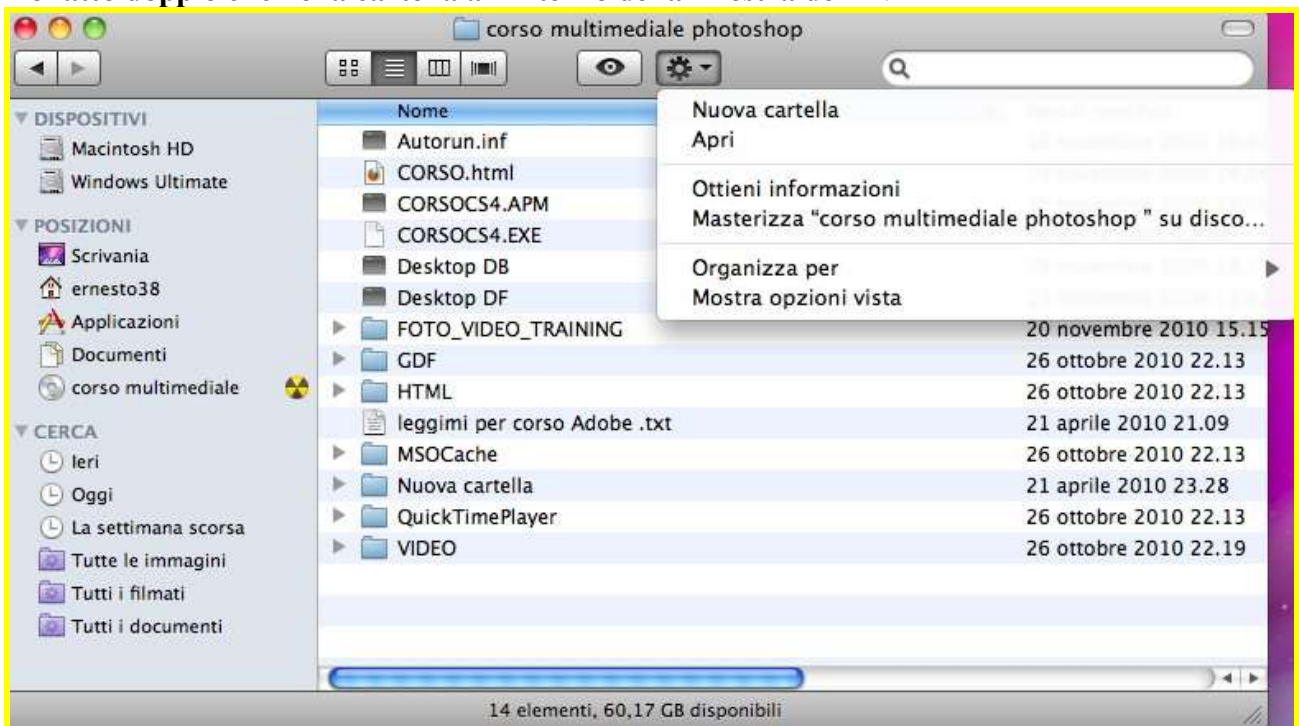 corso multimediale photoshop
DISPOSITIVI
Macintosh HD
Windows Ultimate
POSIZIONI
Scrivania
ernesto38
Applicazioni
Documenti
corso multimediale
CERCA
Ieri
Oggi
La settimana scorsa
Tutte le immagini
Tutti i filmati
Tutti i documenti
Nome
Autorun.inf
CORSO.html
CORSOCS4.APM
CORSOCS4.EXE
Desktop DB
Desktop DF
FOTO_VIDEO_TRAINING 20 novembre 2010 15.15
GDF 26 ottobre 2010 22.13
HTML 26 ottobre 2010 22.13
leggimi per corso Adobe .txt 21 aprile 2010 21.09
MSOCache 26 ottobre 2010 22.13
Nuova cartella 21 aprile 2010 23.28
QuickTimePlayer 26 ottobre 2010 22.13
VIDEO 26 ottobre 2010 22.19
Nuova cartella
Apri
Ottieni informazioni
Masterizza “corso multimediale photoshop ” su disco...
Organizza per
Mostra opzioni vista
14 elementi, 60,17 GB disponibili